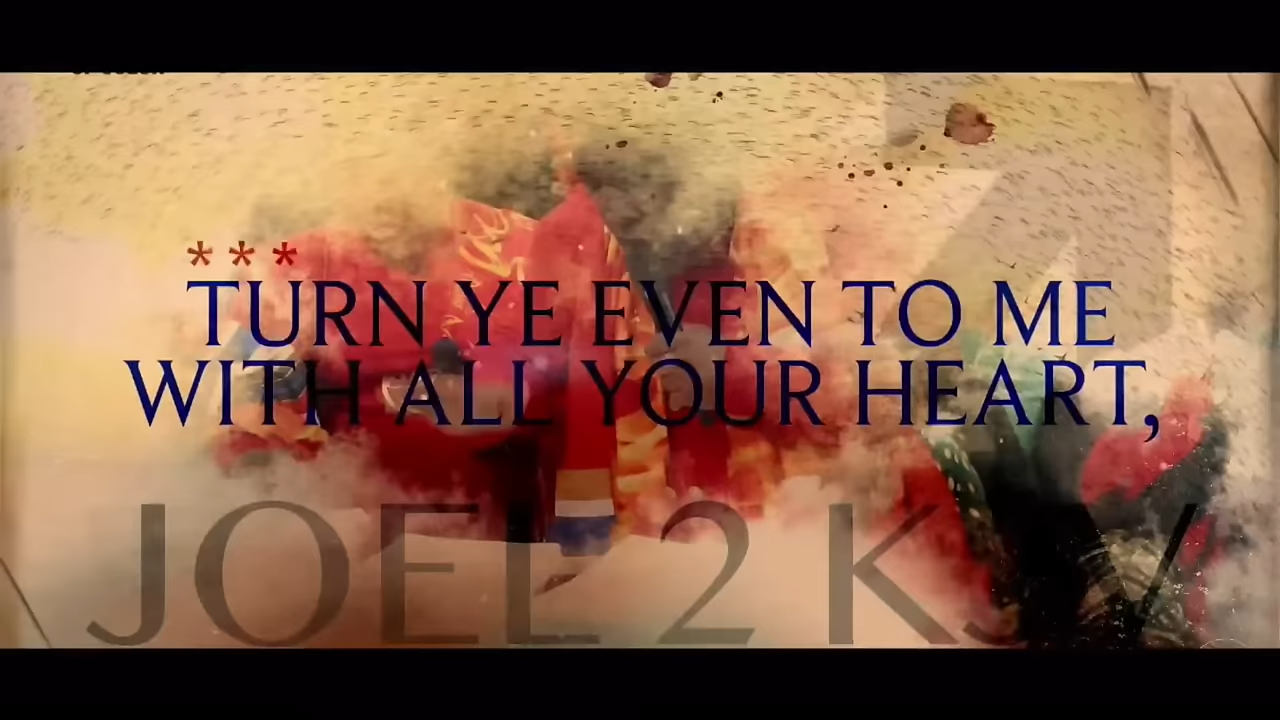 ***
TURN YE EVEN TO ME
WITH ALL YOUR HEART,
JOEL 2 KJV